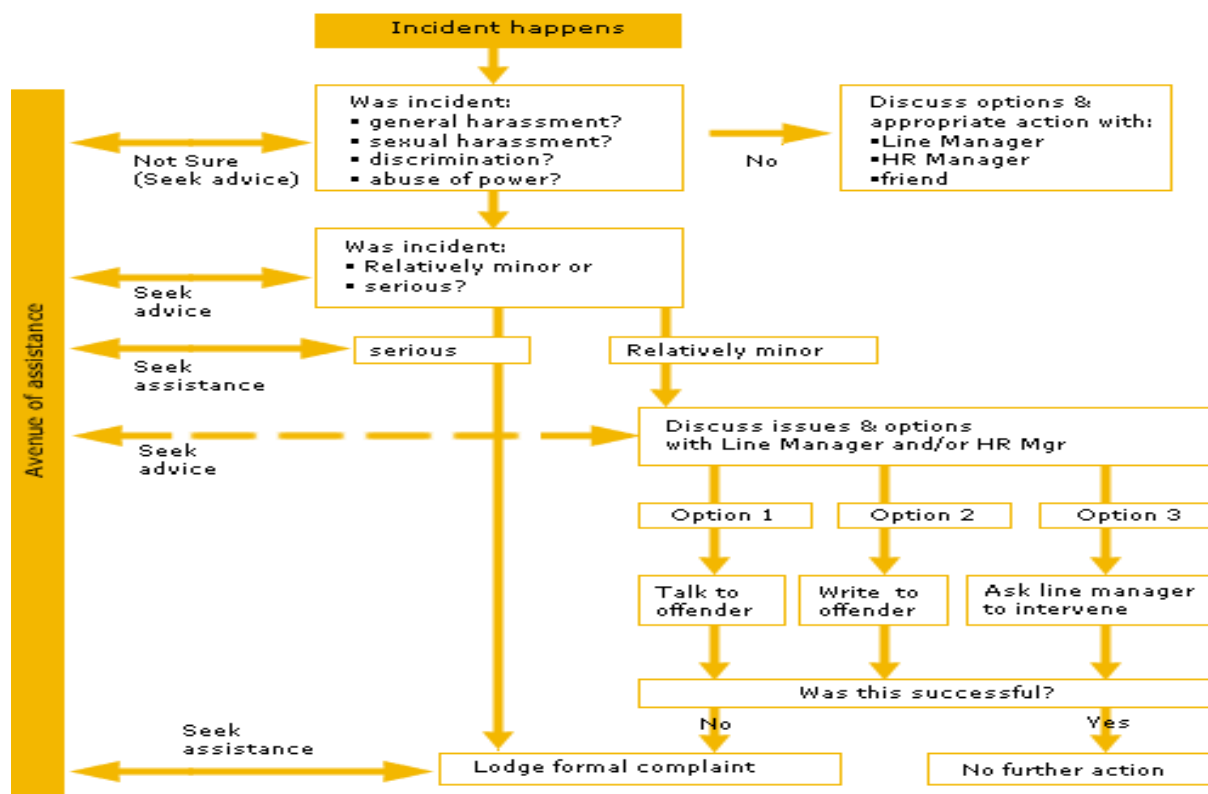 Incident happens
Was incident:
▪ general harassment?
▪ sexual harassment?
▪ discrimination?
▪ abuse of power?
Not Sure
(Seek advice)
No
Discuss options &
appropriate action with:
▪Line Manager
▪HR Manager
▪friend
Was incident:
▪ Relatively minor or
▪ serious?
Seek
advice
serious
Relatively minor
Seek
assistance
Avenue of assistance
Discuss issues & options
with Line Manager and/or HR Mgr
Seek
advice
Option 1
Option 2
Option 3
Talk to
offender
Write to
offender
Ask line manager
to intervene
Was this successful?
No
Yes
Seek
assistance
Lodge formal complaint
No further action